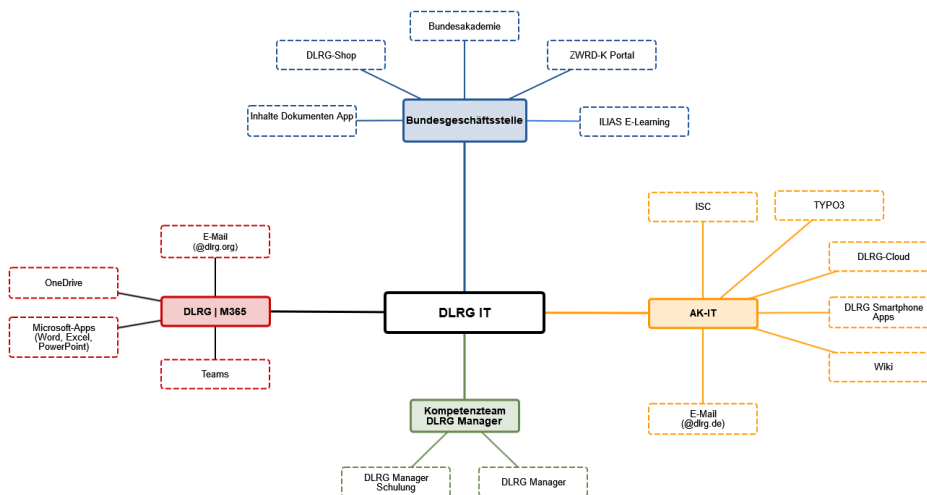 Bundesakademie
DLRG-Shop
ZWRD-K Portal
Inhalte Dokumenten App
Bundesgeschäftsstelle
ILIAS E-Learning
ISC
TYPO3
E-Mail
(@dlrg.org)
DLRG-Cloud
OneDrive
DLRG | M365
DLRG IT
AK-IT
DLRG Smartphone
Apps
Microsoft-Apps
(Word, Excel,
PowerPoint)
Teams
Wiki
Kompetenzteam
DLRG Manager
E-Mail
(@dlrg.de)
DLRG Manager
Schulung
DLRG Manager